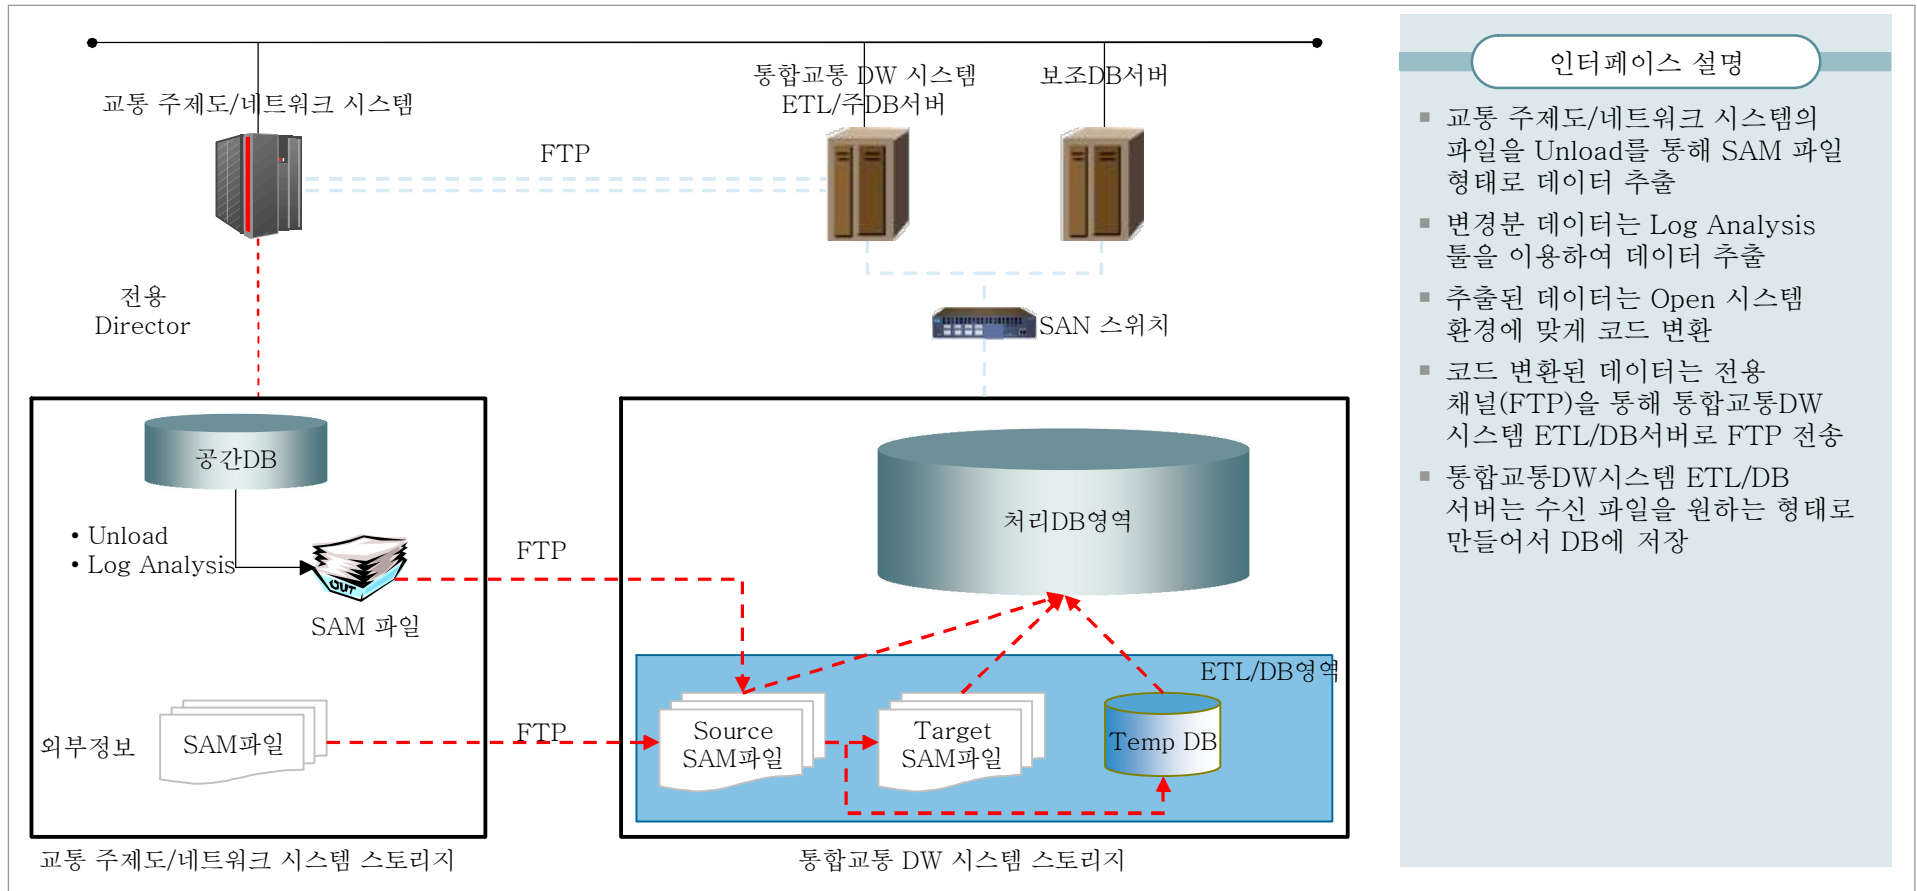 통합교통 DW 시스템
ETL/주DB서버
보조DB서버
교통 주제도/네트워크 시스템
FTP
전용
Director
SAN 스위치
공간DB
• Unload
• Log Analysis
OUT
SAM 파일
FTP
처리DB영역
ETL/DB영역
외부정보
SAM파일
FTP
Source
SAM파일
Target
SAM파일
Temp DB
교통 주제도/네트워크 시스템 스토리지
통합교통 DW 시스템 스토리지
인터페이스 설명
▪ 교통 주제도/네트워크 시스템의
파일을 Unload를 통해 SAM 파일
형태로 데이터 추출
▪ 변경분 데이터는 Log Analysis
툴을 이용하여 데이터 추출
▪ 추출된 데이터는 Open 시스템
환경에 맞게 코드 변환
▪ 코드 변환된 데이터는 전용
채널(FTP)을 통해 통합교통DW
시스템 ETL/DB서버로 FTP 전송
▪ 통합교통DW시스템 ETL/DB
서버는 수신 파일을 원하는 형태로
만들어서 DB에 저장